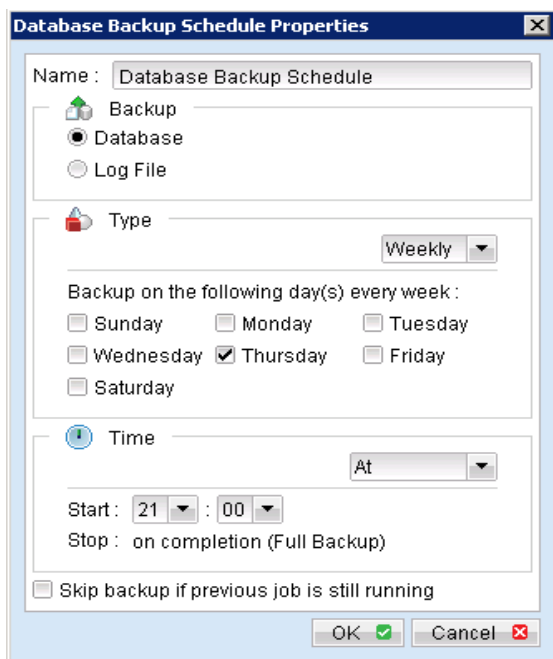 Database Backup Schedule Properties
Name : Database Backup Schedule
Backup
Database
Log File
Type
Weekly
Backup on the following day(s) every week :
Sunday Monday Tuesday
Wednesday Thursday Friday
Saturday
Time
At
Start : 21 : 00
Stop : on completion (Full Backup)
Skip backup if previous job is still running
OK Cancel